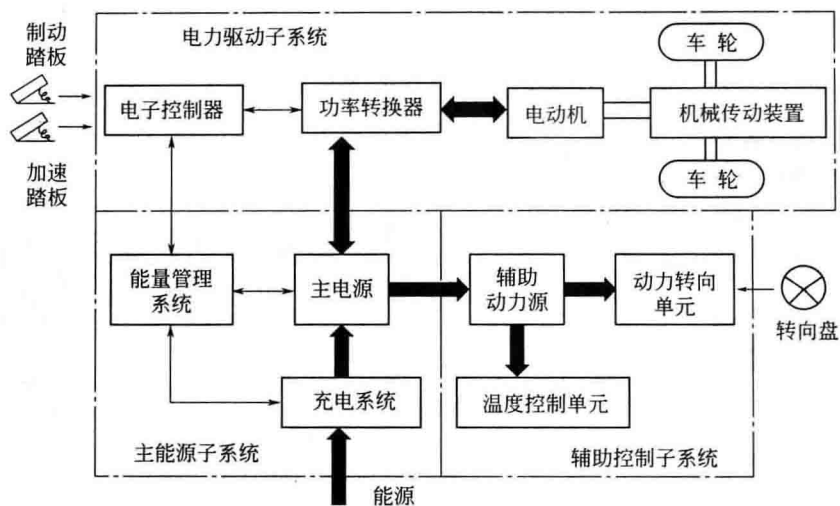 制动
踏板
电力驱动子系统
车 轮
电子控制器
功率转换器
电动机
机械传动装置
加速
踏板
车 轮
能量管理
系统
主电源
辅助
动力源
动力转向
单元
转向盘
充电系统
温度控制单元
主能源子系统
辅助控制子系统
能源